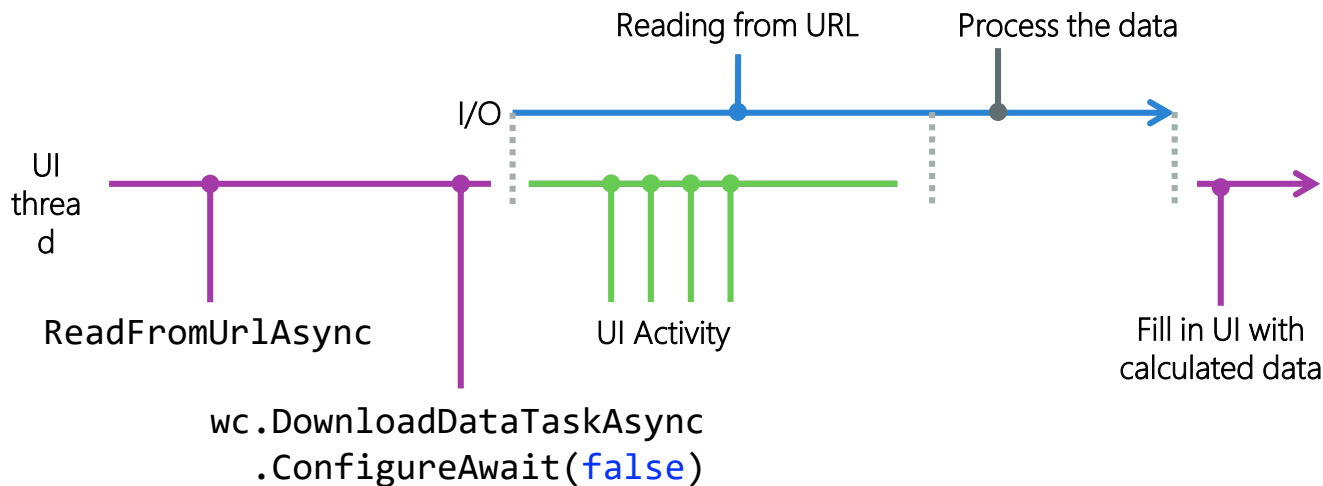 Reading from URL
Process the data
I/O
UI
threa
d
ReadFromUrlAsync
UI Activity
Fill in UI with
calculated data
wc.DownloadDataTaskAsync
.ConfigureAwait(false)